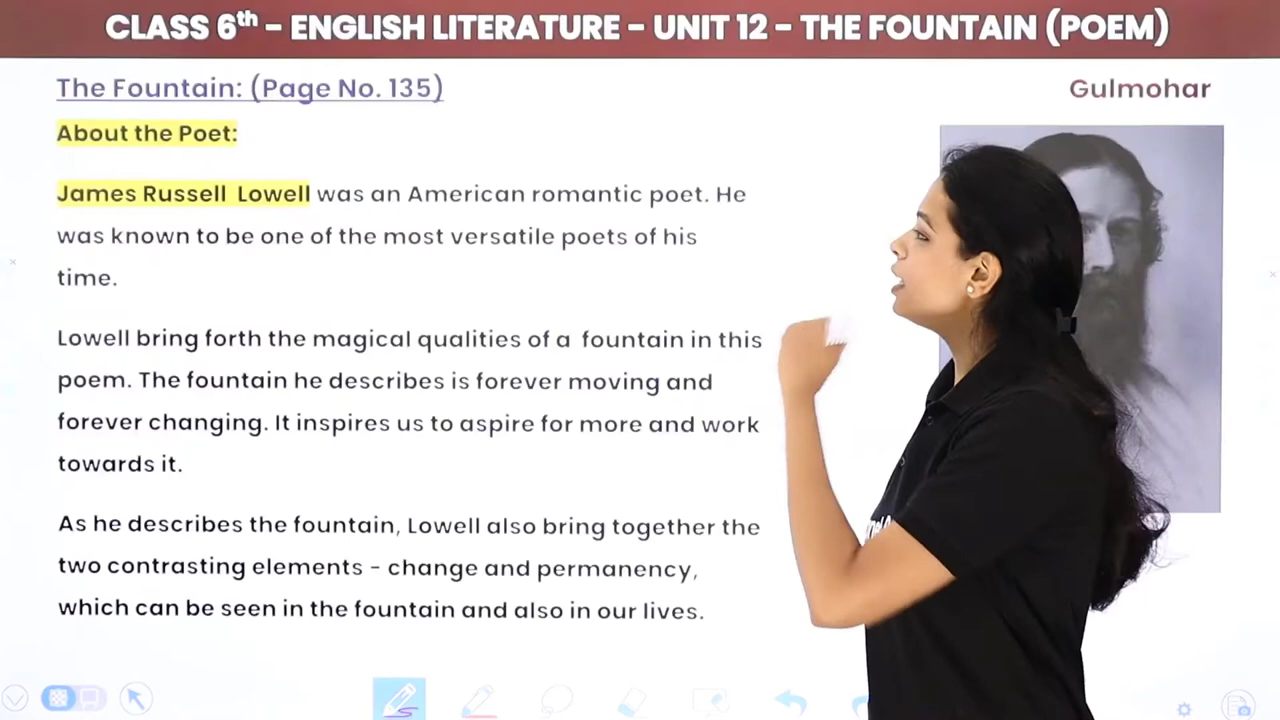 CLASS 6th - ENGLISH LITERATURE - UNIT 12 - THE FOUNTAIN (POEM)
The Fountain: (Page No. 135)
Gulmohar
About the Poet:
James Russell Lowell was an American romantic poet. He
was known to be one of the most versatile poets of his
time.
Lowell bring forth the magical qualities of a fountain in this
poem. The fountain he describes is forever moving and
forever changing. It inspires us to aspire for more and work
towards it.
As he describes the fountain, Lowell also bring together the
two contrasting elements - change and permanency,
which can be seen in the fountain and also in our lives.